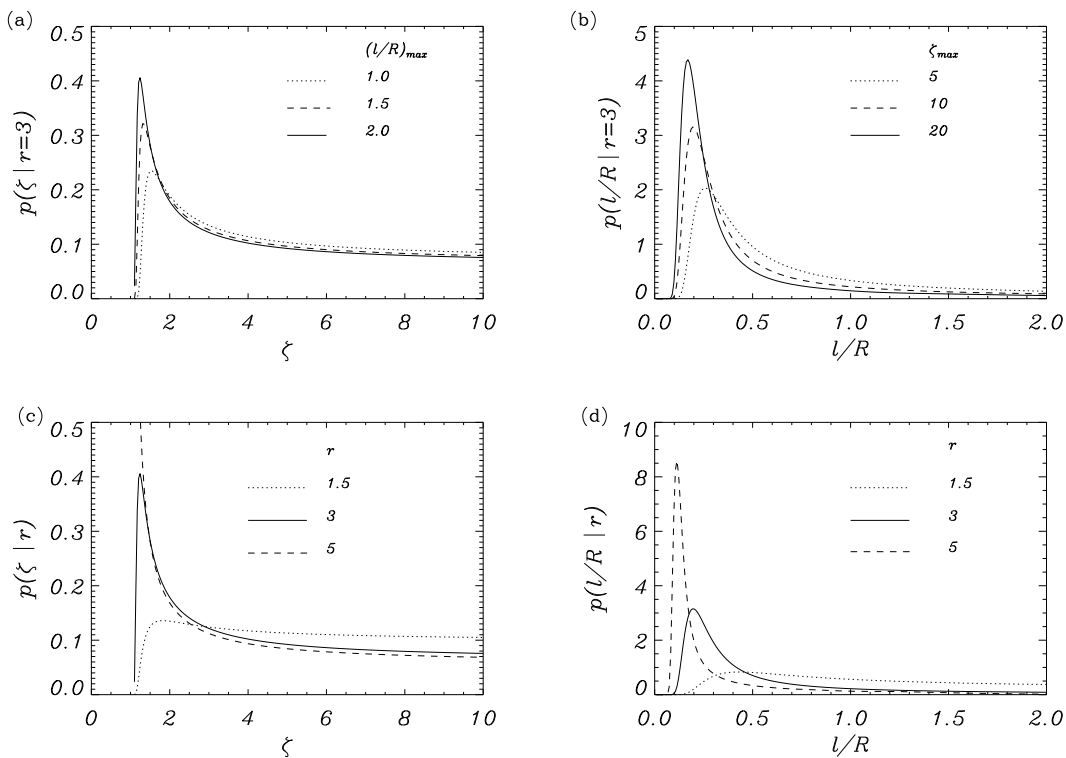 (a)
0.5
0.4
0.3
0.2
0.1
0.0
p(ζ | r=3)
(l/R)max
1.0
1.5
2.0
0 2 4 6 8 10
ζ
(b)
5
4
3
2
1
0
p(l/R | r=3)
ζmax
5
10
20
0.0 0.5 1.0 1.5 2.0
l/R
(c)
0.5
0.4
0.3
0.2
0.1
0.0
p(ζ | r)
r
1.5
3
5
0 2 4 6 8 10
ζ
(d)
10
8
6
4
2
0
p(l/R | r)
r
1.5
3
5
0.0 0.5 1.0 1.5 2.0
l/R